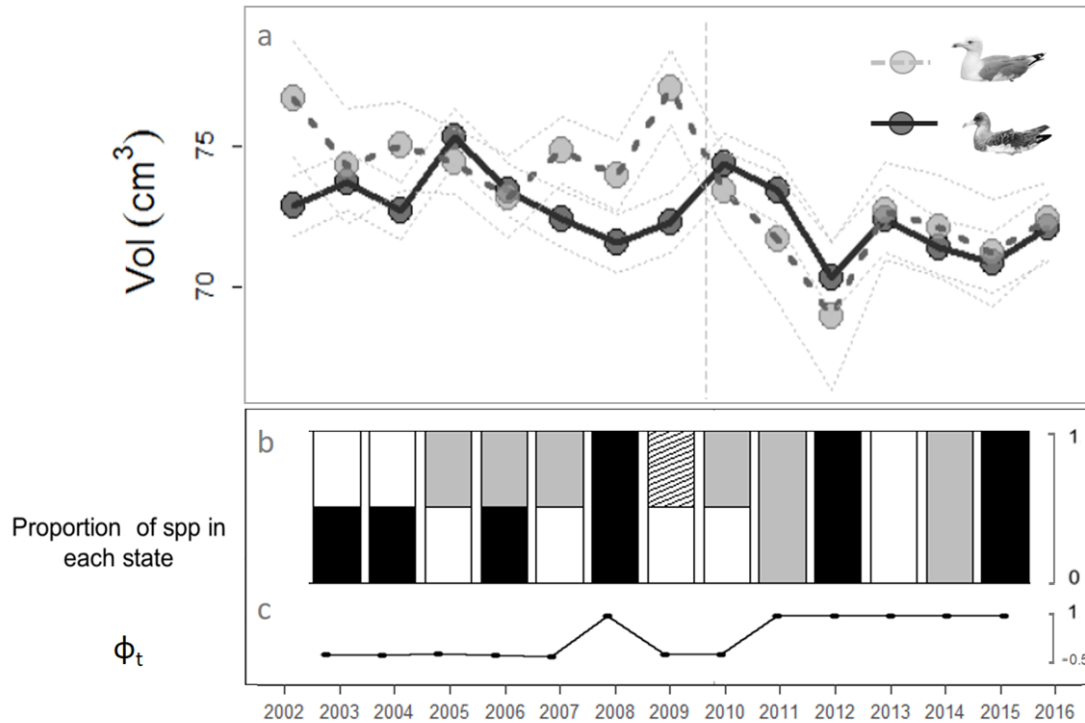 a
Vol (cm³)
75
70
b
Proportion of spp in
each state
1
0
c
ϕt
1
-0.5
2002 2003 2004 2005 2006 2007 2008 2009 2010 2011 2012 2013 2014 2015 2016